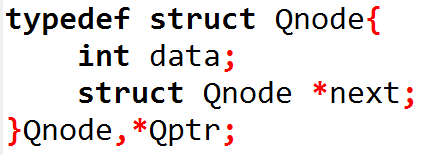 typedef struct Qnode{
    int data;
    struct Qnode *next;
}Qnode,*Qptr;